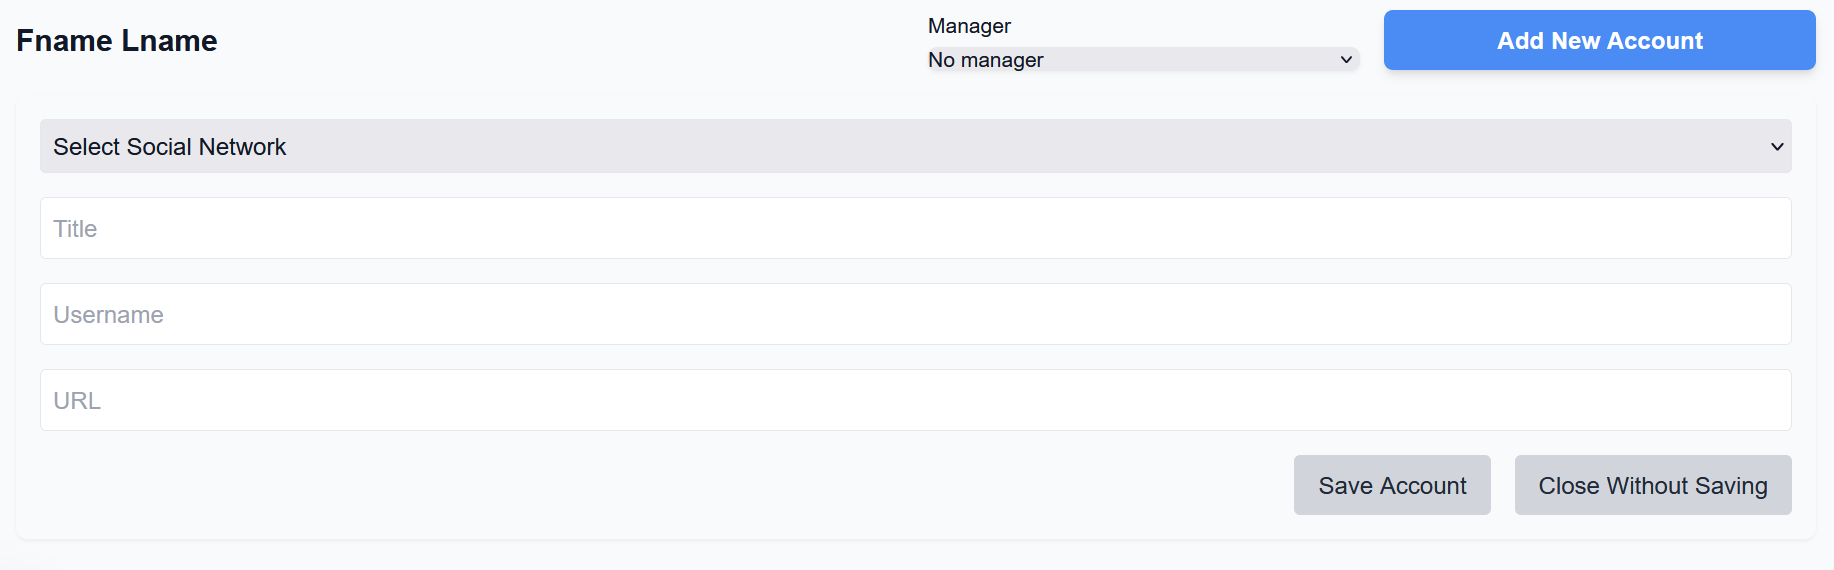 Fname Lname
Manager
No manager
Add New Account
Select Social Network
Title
Username
URL
Save Account
Close Without Saving